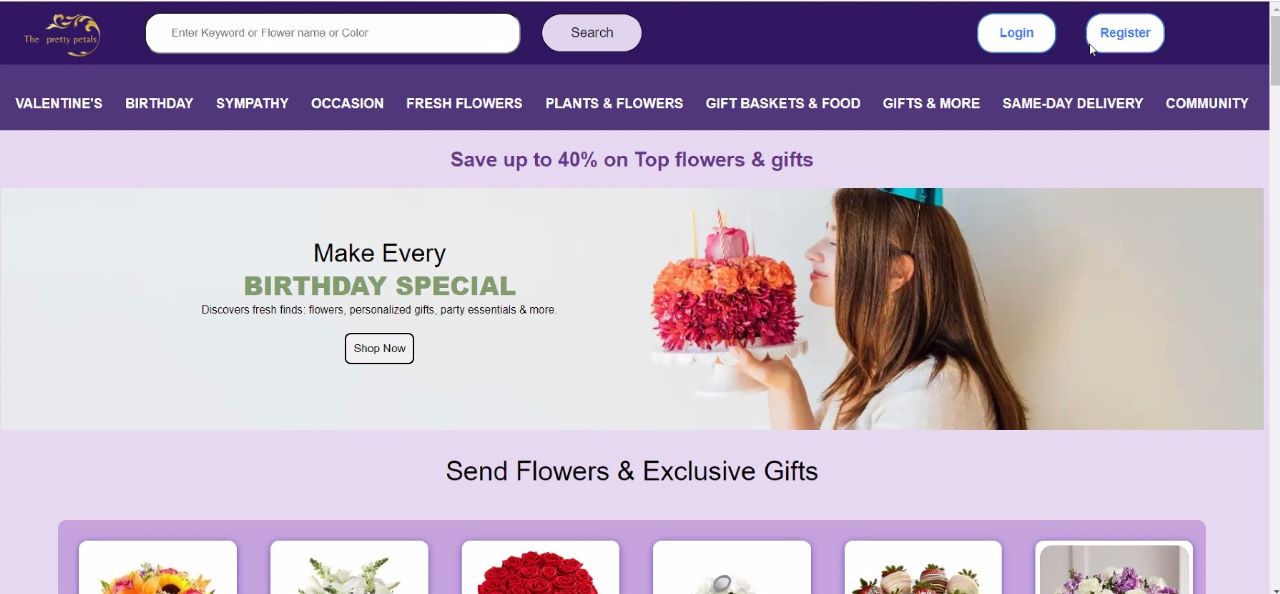 The pretty petals
Enter Keyword or Flower name or Color
Search
Login
Register
VALENTINE'S BIRTHDAY SYMPATHY OCCASION FRESH FLOWERS PLANTS & FLOWERS GIFT BASKETS & FOOD GIFTS & MORE SAME-DAY DELIVERY COMMUNITY
Save up to 40% on Top flowers & gifts
Make Every
BIRTHDAY SPECIAL
Discovers fresh finds: flowers, personalized gifts, party essentials & more.
Shop Now
Send Flowers & Exclusive Gifts